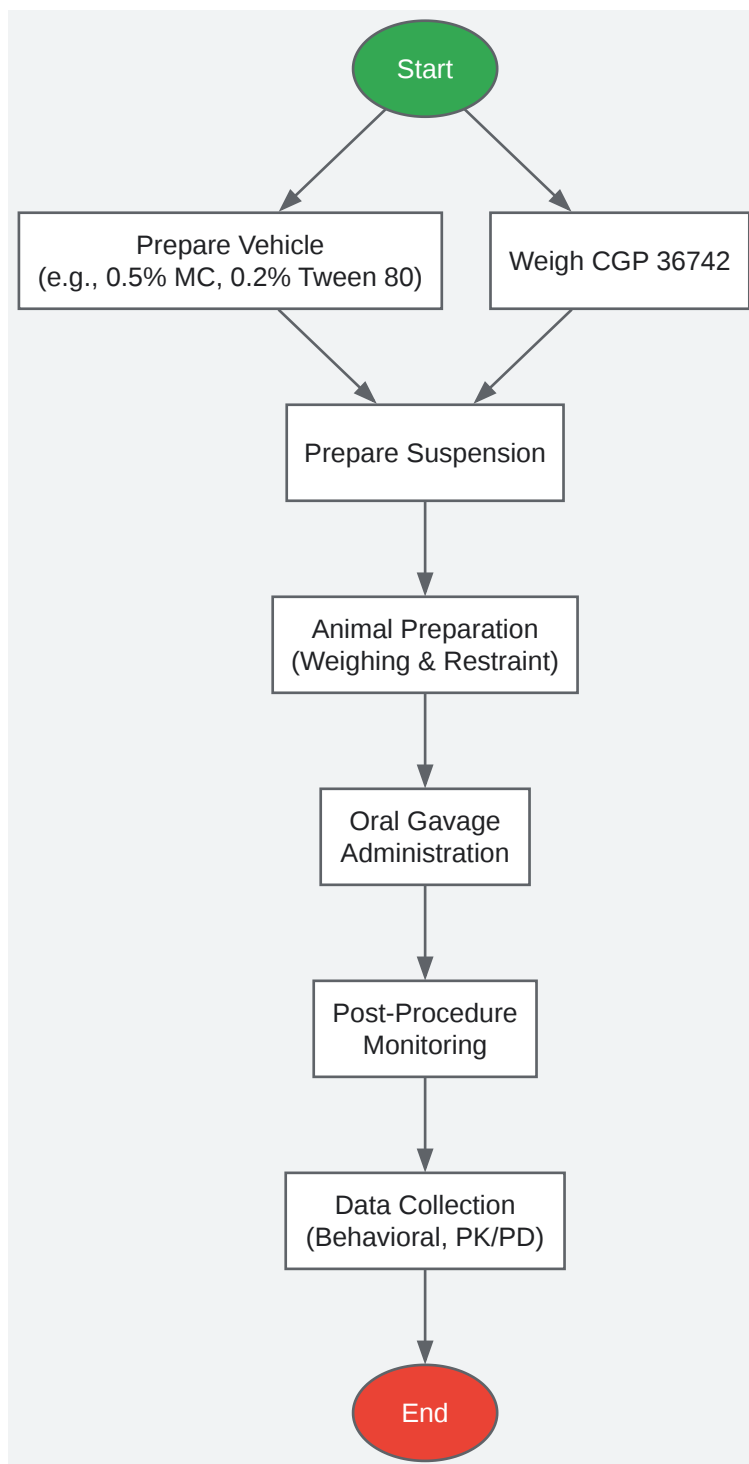 Start
Prepare Vehicle
(e.g., 0.5% MC, 0.2% Tween 80)
Weigh CGP 36742
Prepare Suspension
Animal Preparation
(Weighing & Restraint)
Oral Gavage
Administration
Post-Procedure
Monitoring
Data Collection
(Behavioral, PK/PD)
End